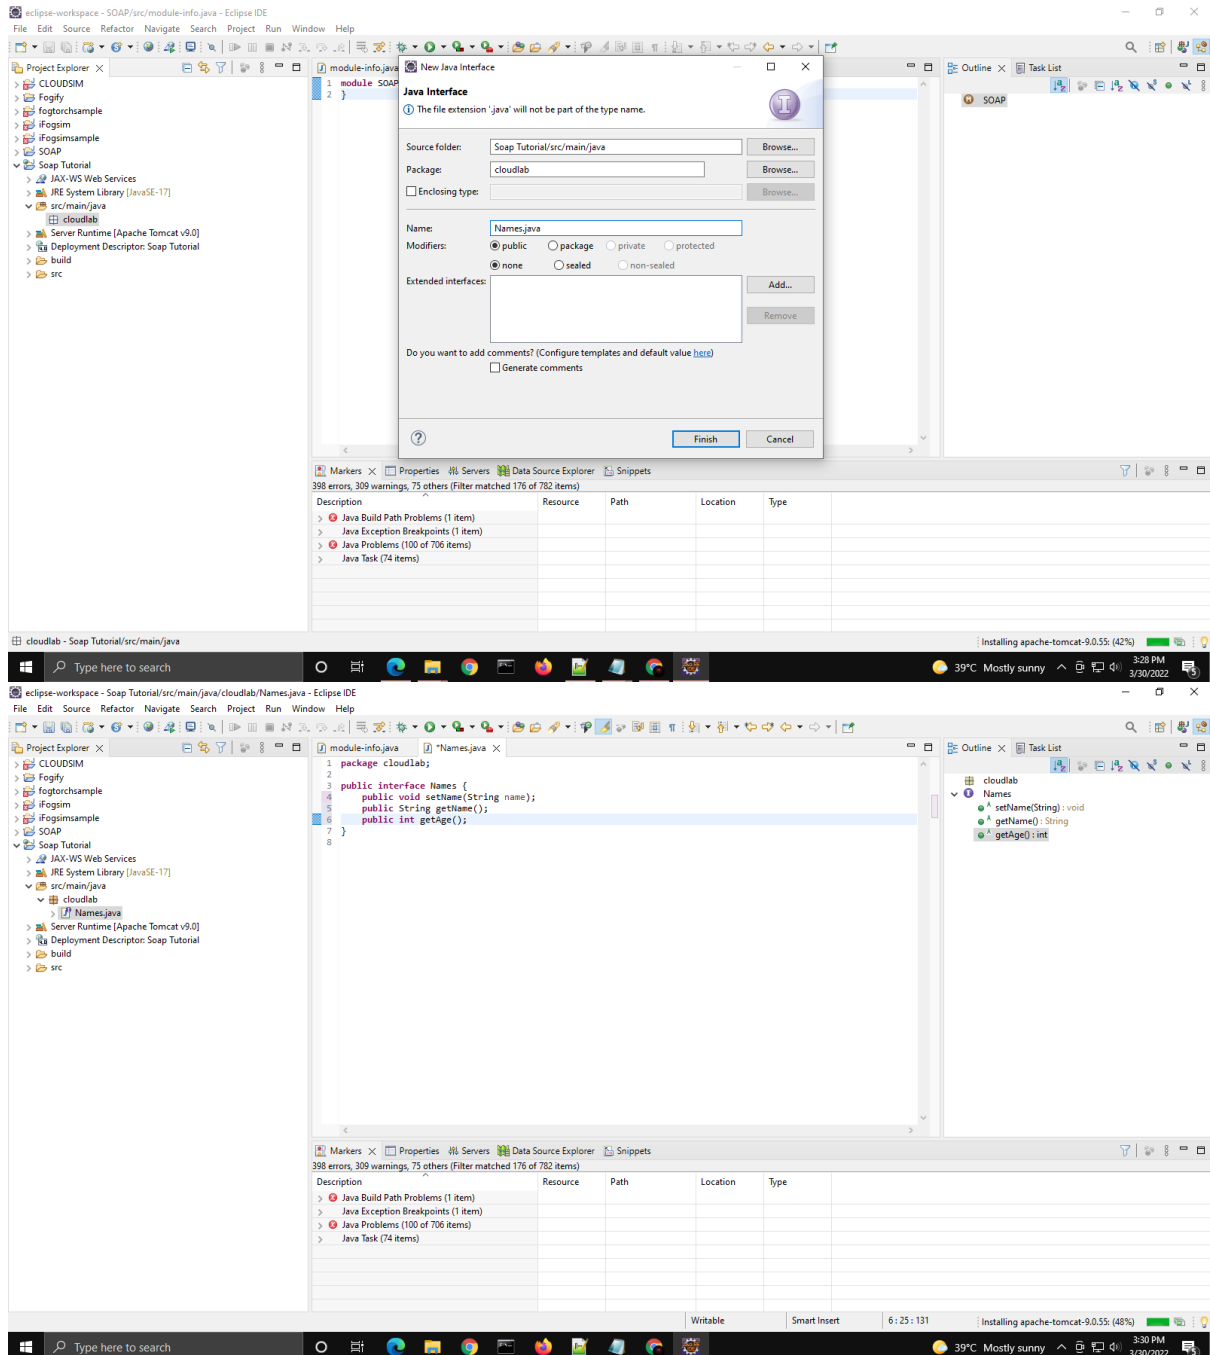 eclipse-workspace - SOAP/src/module-info.java - Eclipse IDE
File Edit Source Refactor Navigate Search Project Run Window Help
Project Explorer
CLOUDSIM
Fogify
fogtorchsample
iFogsim
iFogsimsample
SOAP
Soap Tutorial
JAX-WS Web Services
JRE System Library [JavaSE-17]
src/main/java
cloudlab
Server Runtime [Apache Tomcat v9.0]
Deployment Descriptor: Soap Tutorial
build
src
module-info.java
1 module SOAP
2 }
New Java Interface
Java Interface
The file extension '.java' will not be part of the type name.
Source folder: Soap Tutorial/src/main/java Browse...
Package: cloudlab Browse...
Enclosing type: Browse...
Name: Names.java
Modifiers: public package private protected
none sealed non-sealed
Extended interfaces: Add...
Remove
Do you want to add comments? (Configure templates and default value here)
Generate comments
Finish Cancel
Outline Task List
SOAP
Markers Properties Servers Data Source Explorer Snippets
398 errors, 309 warnings, 75 others (Filter matched 176 of 782 items)
Description Resource Path Location Type
Java Build Path Problems (1 item)
Java Exception Breakpoints (1 item)
Java Problems (100 of 706 items)
Java Task (74 items)
cloudlab - Soap Tutorial/src/main/java
Installing apache-tomcat-9.0.55: (42%)
Type here to search
39°C Mostly sunny
3:28 PM
3/30/2022
5
eclipse-workspace - Soap Tutorial/src/main/java/cloudlab/Names.java - Eclipse IDE
File Edit Source Refactor Navigate Search Project Run Window Help
Project Explorer
CLOUDSIM
Fogify
fogtorchsample
iFogsim
iFogsimsample
SOAP
Soap Tutorial
JAX-WS Web Services
JRE System Library [JavaSE-17]
src/main/java
cloudlab
Names.java
Server Runtime [Apache Tomcat v9.0]
Deployment Descriptor: Soap Tutorial
build
src
module-info.java *Names.java
1 package cloudlab;
2
3 public interface Names {
4 public void setName(String name);
5 public String getName();
6 public int getAge();
7 }
8
Outline Task List
cloudlab
Names
setName(String) : void
getName() : String
getAge() : int
Markers Properties Servers Data Source Explorer Snippets
398 errors, 309 warnings, 75 others (Filter matched 176 of 782 items)
Description Resource Path Location Type
Java Build Path Problems (1 item)
Java Exception Breakpoints (1 item)
Java Problems (100 of 706 items)
Java Task (74 items)
Writable Smart Insert 6 : 25 : 131 Installing apache-tomcat-9.0.55: (48%)
Type here to search
39°C Mostly sunny
3:30 PM
3/30/2022
5